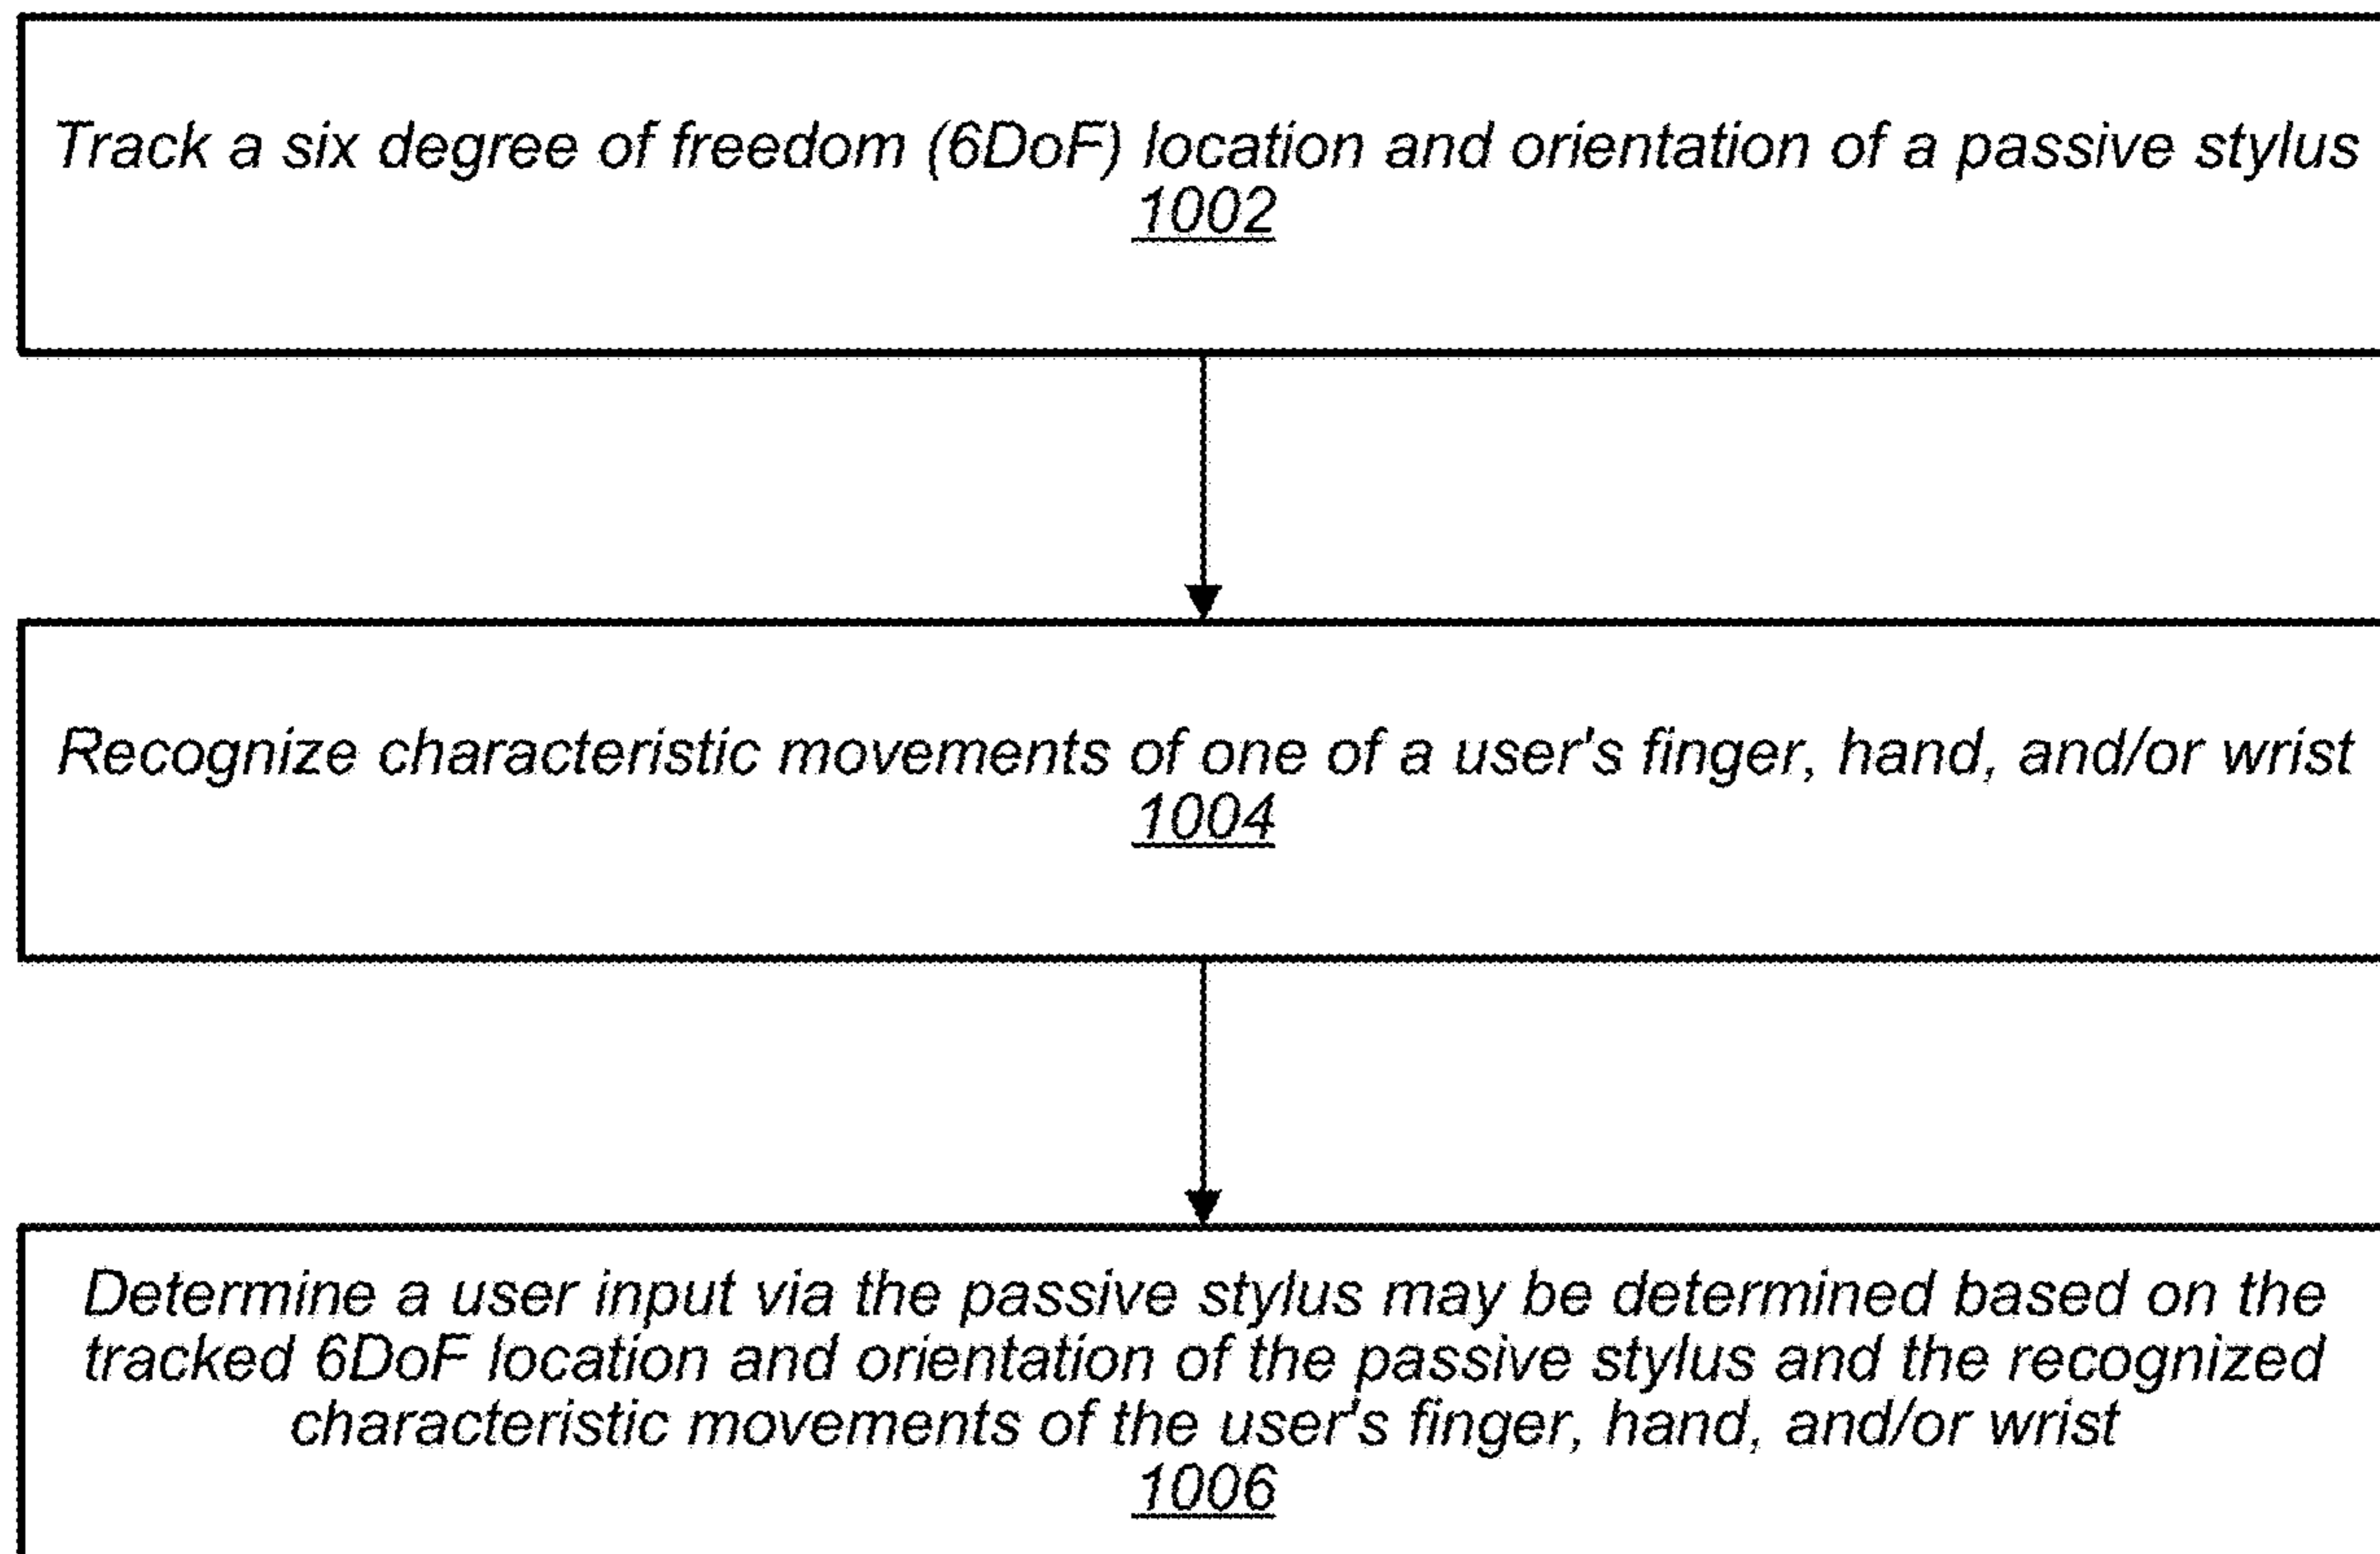 Track a six degree of freedom (6DoF) location and orientation of a passive stylus
1002
Recognize characteristic movements of one of a user's finger, hand, and/or wrist
1004
Determine a user input via the passive stylus may be determined based on the
tracked 6DoF location and orientation of the passive stylus and the recognized
characteristic movements of the user's finger, hand, and/or wrist
1006